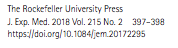 The Rockefeller University Press
J. Exp. Med. 2018 Vol. 215 No. 2 397–398
https://doi.org/10.1084/jem.20172295